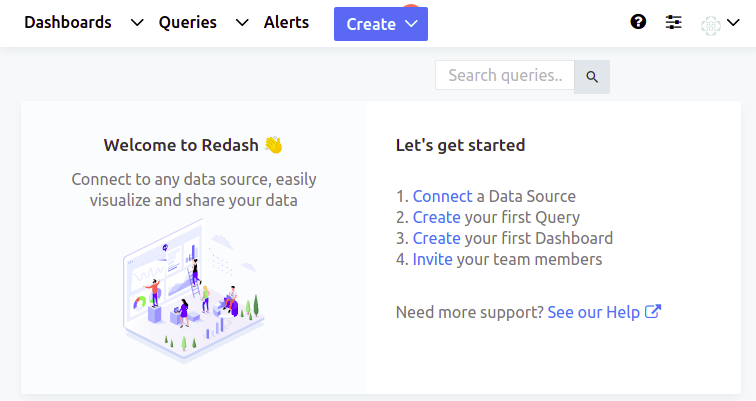 Dashboards Queries Alerts Create
Search queries..
Welcome to Redash 👋
Connect to any data source, easily
visualize and share your data
Let's get started
1. Connect a Data Source
2. Create your first Query
3. Create your first Dashboard
4. Invite your team members
Need more support? See our Help